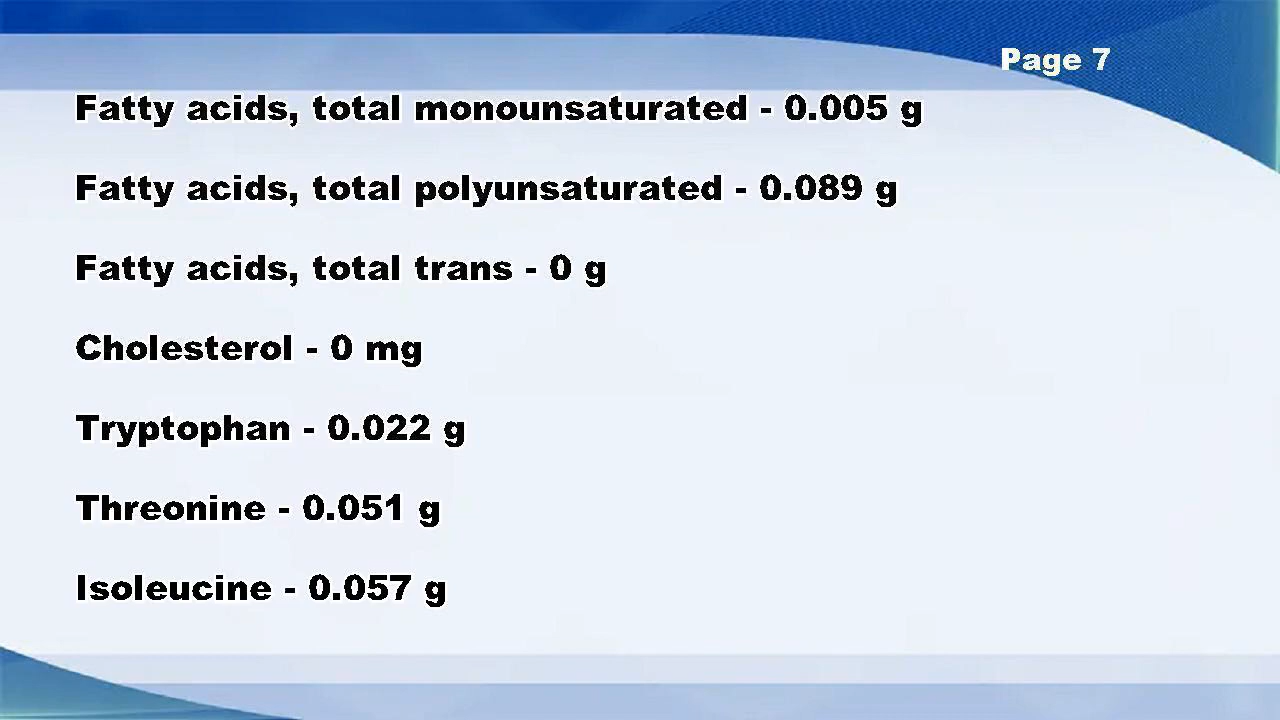 Page 7
Fatty acids, total monounsaturated - 0.005 g
Fatty acids, total polyunsaturated - 0.089 g
Fatty acids, total trans - 0 g
Cholesterol - 0 mg
Tryptophan - 0.022 g
Threonine - 0.051 g
Isoleucine - 0.057 g